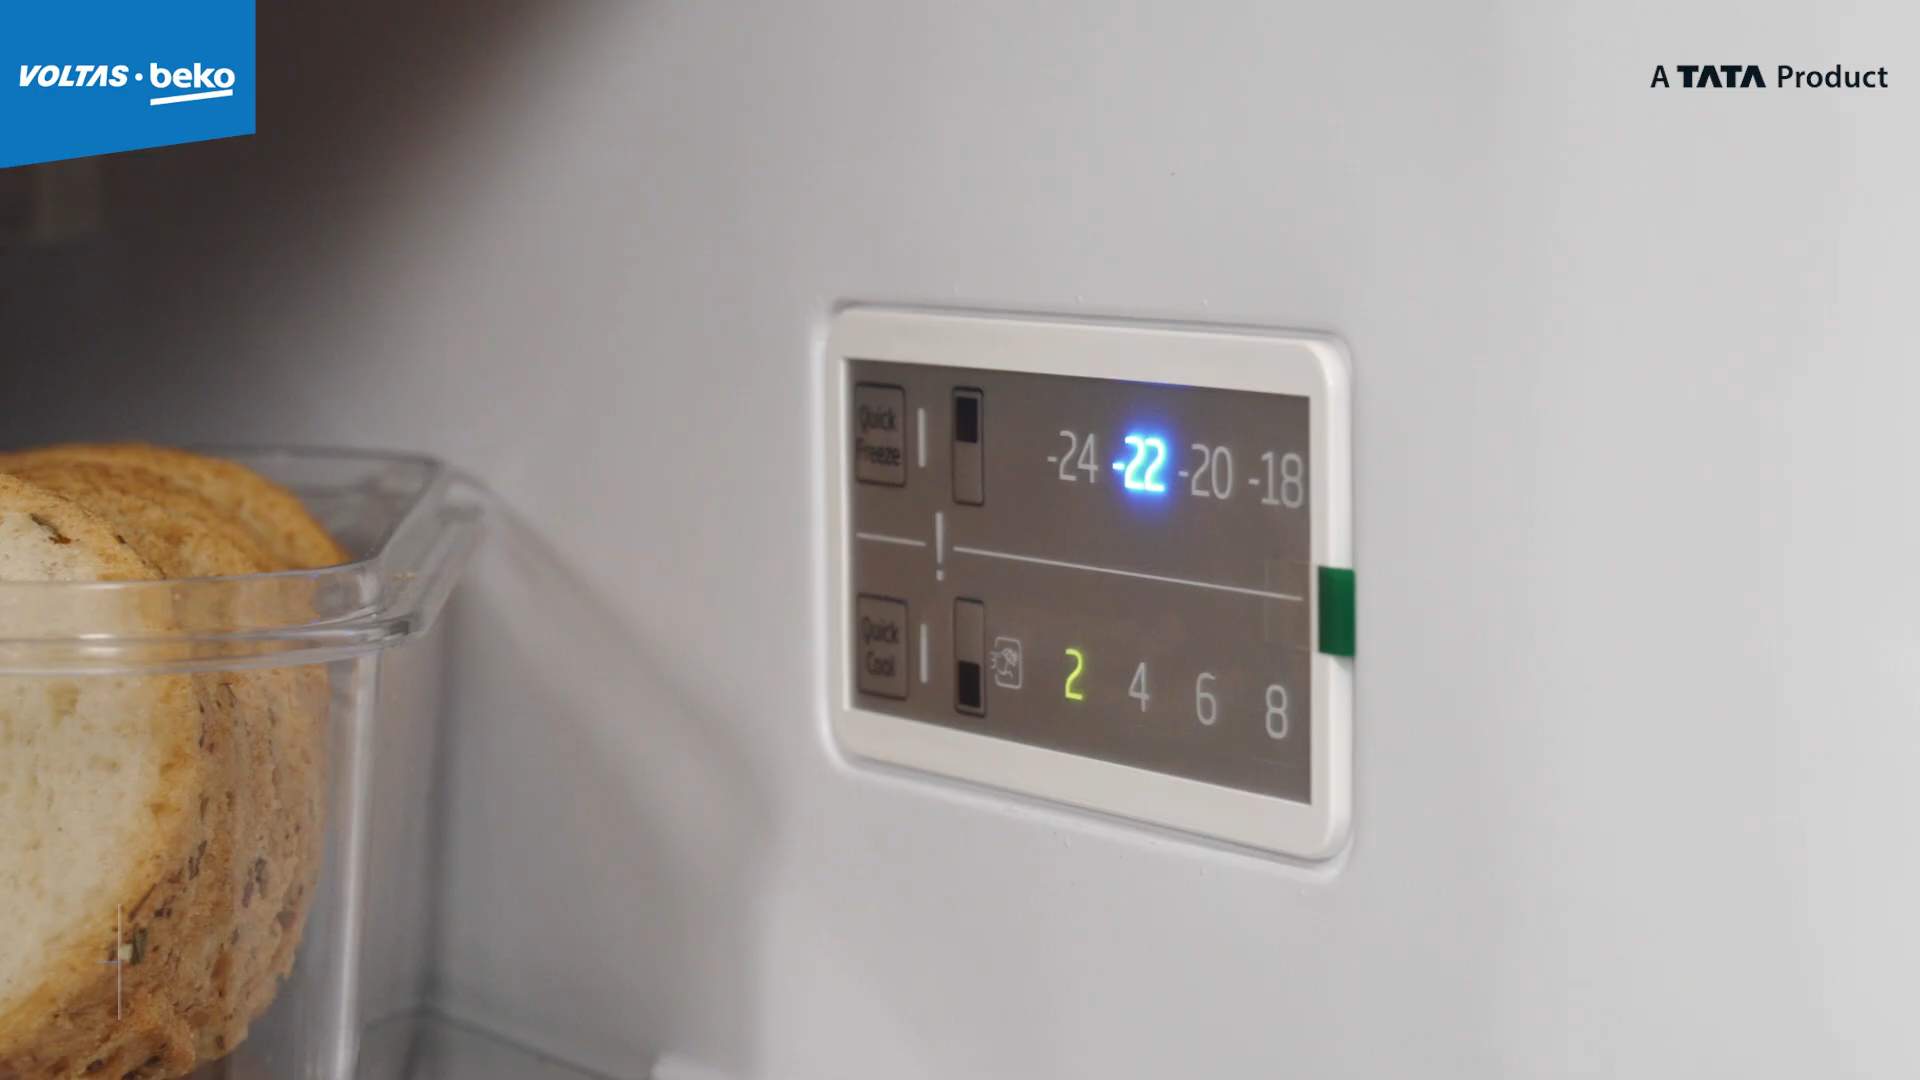 VOLTAS • beko
A TATA Product
Quick Freeze
-24 -22 -20 -18
!
Quick Cool
2 4 6 8